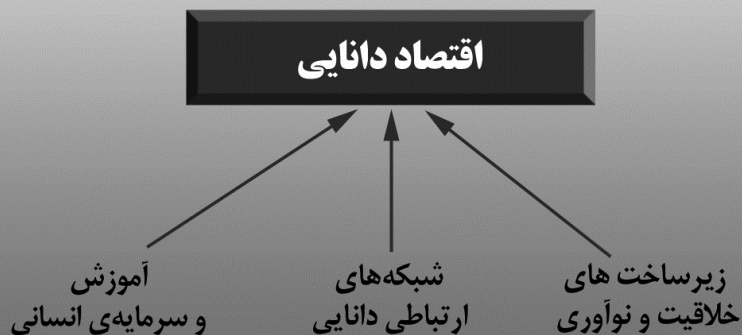 اقتصاد دانایی
زیرساخت های
خلاقیت و نوآوری
شبکه‌های
ارتباطی دانایی
آموزش
و سرمایه‌ی انسانی